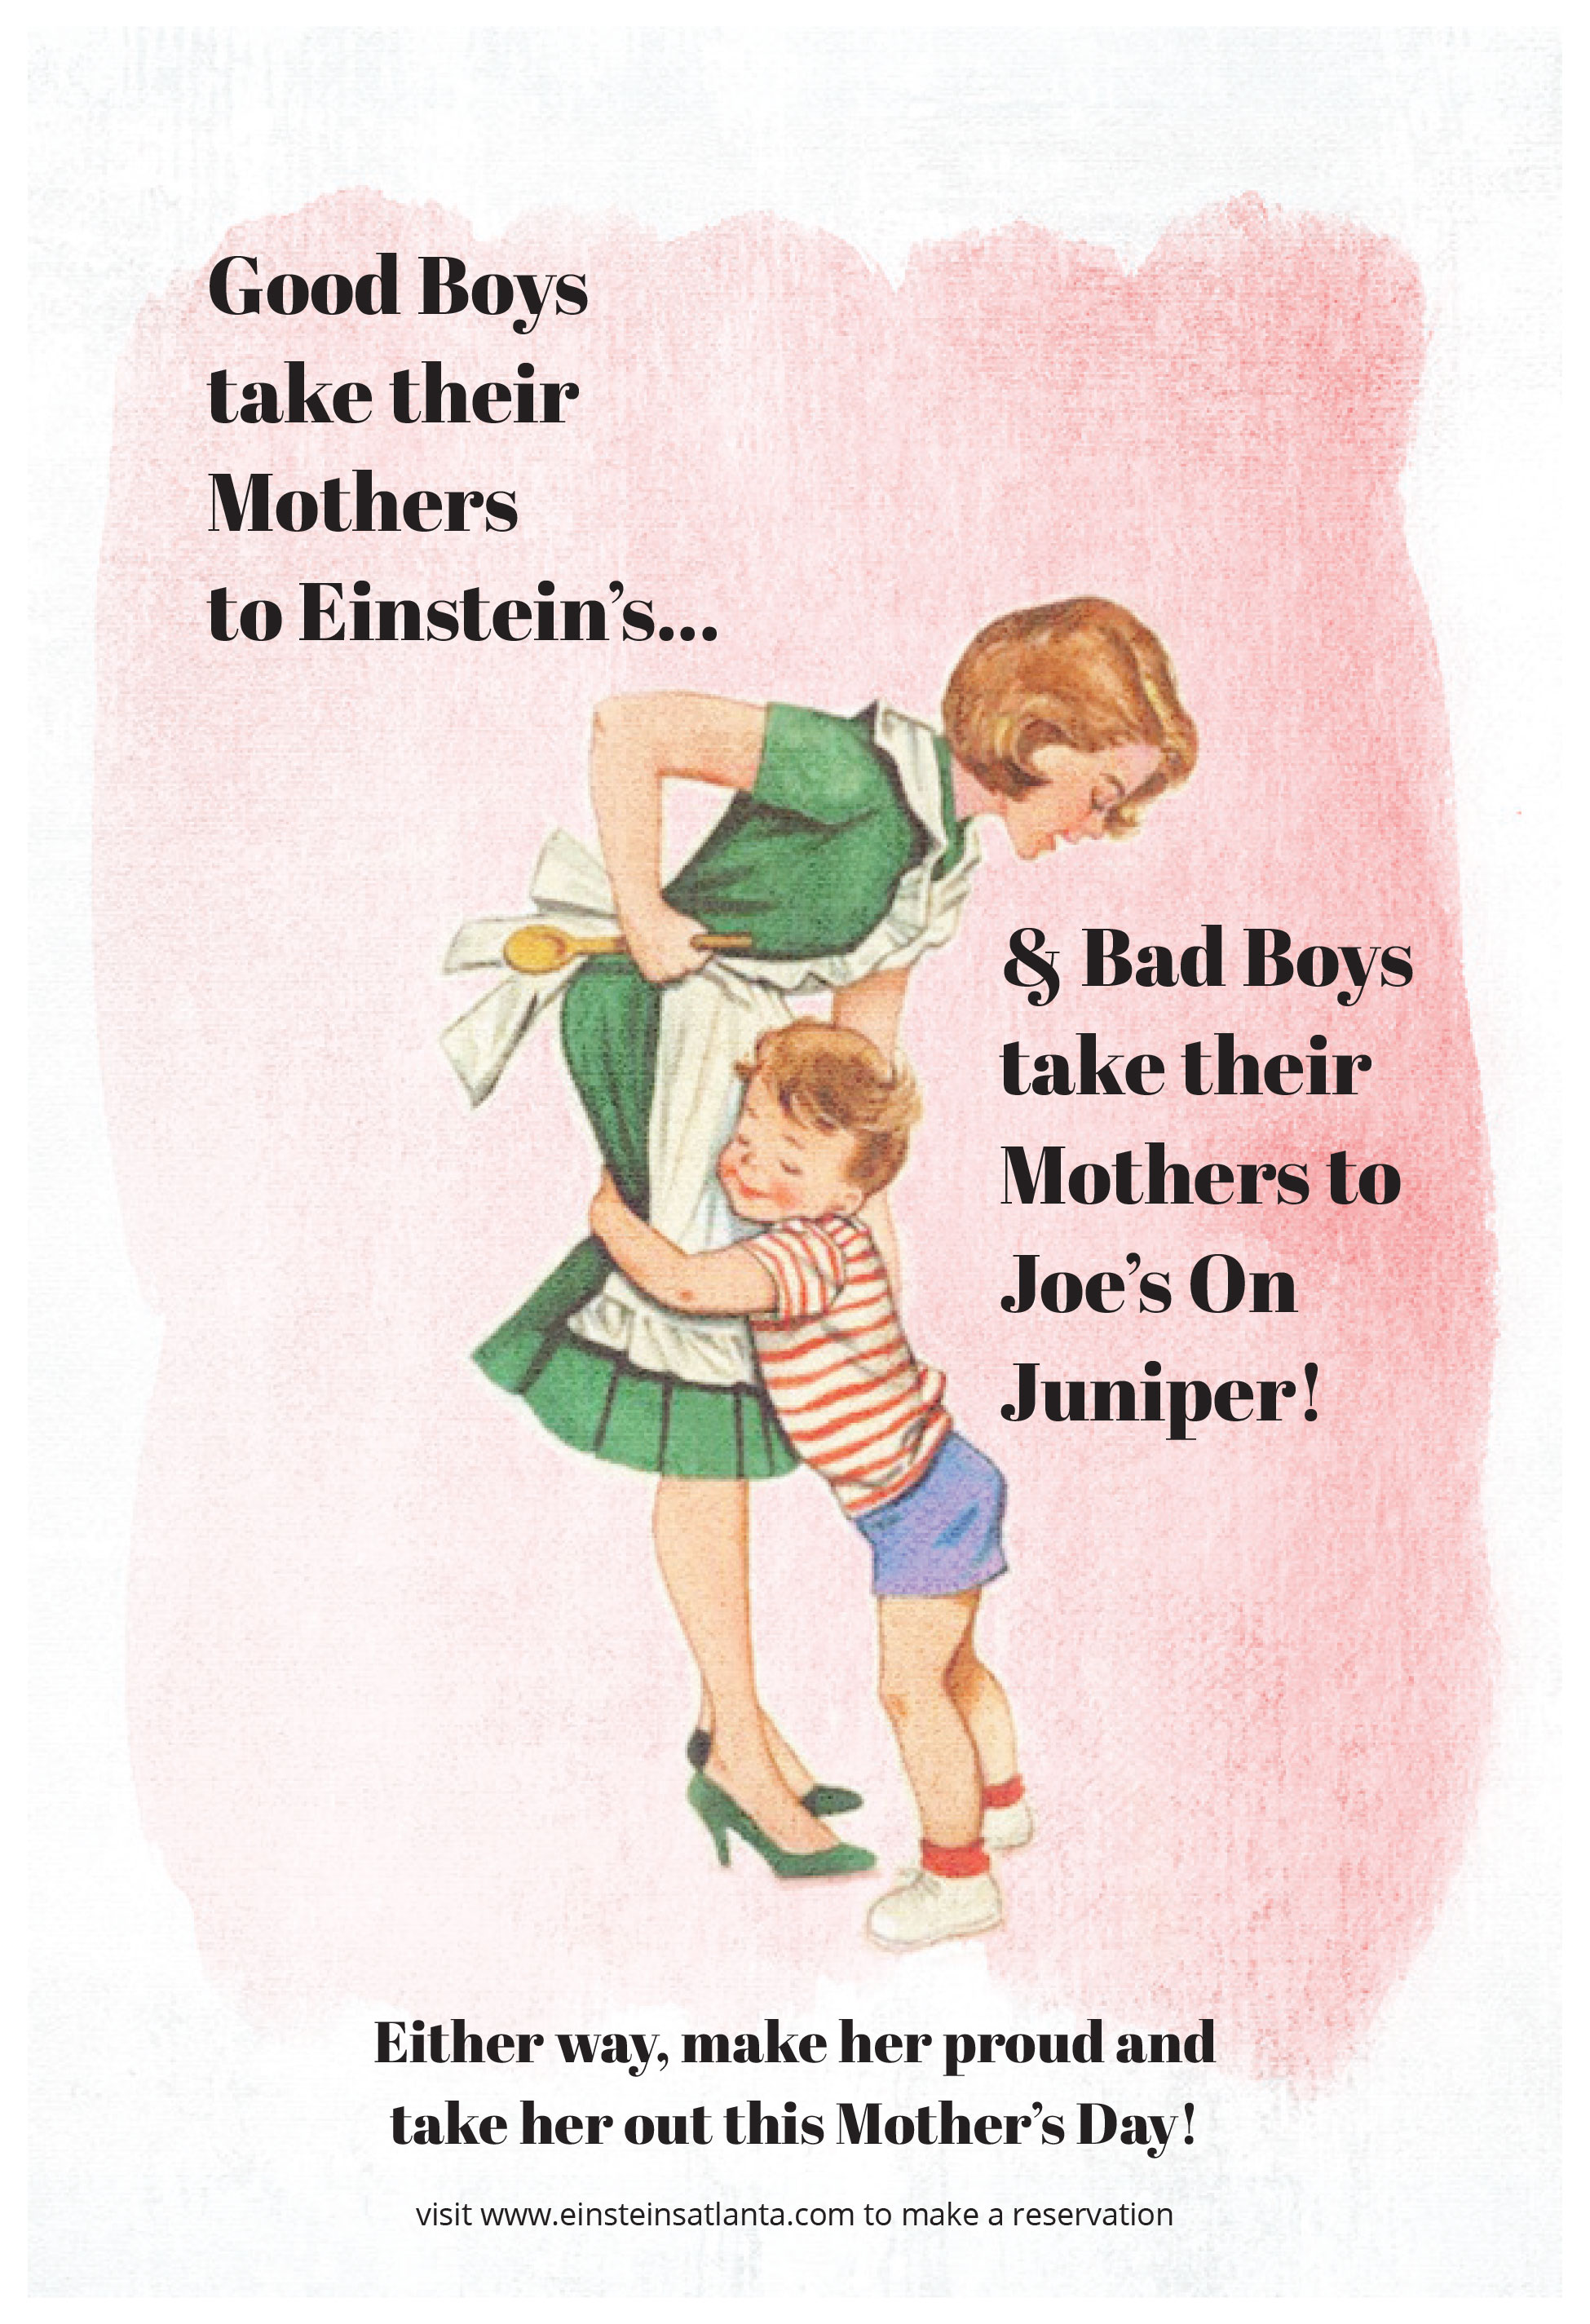 Good Boys
take their
Mothers
to Einstein’s...
& Bad Boys
take their
Mothers to
Joe’s On
Juniper!
Either way, make her proud and
take her out this Mother’s Day!
visit www.einsteinsatlanta.com to make a reservation